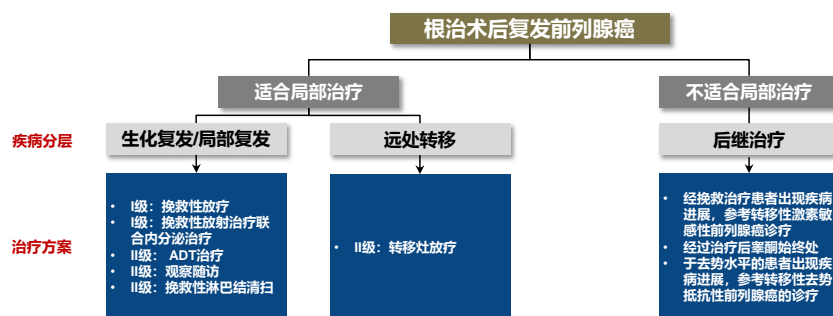 根治术后复发前列腺癌
适合局部治疗
不适合局部治疗
疾病分层
生化复发/局部复发
远处转移
后继治疗
治疗方案
• I级：挽救性放疗
• I级：挽救性放射治疗联
合内分泌治疗
• II级： ADT治疗
• II级：观察随访
• II级：挽救性淋巴结清扫
• II级：转移灶放疗
• 经挽救治疗患者出现疾病
进展，参考转移性激素敏
感性前列腺癌诊疗
• 经过治疗后睾酮始终处
• 于去势水平的患者出现疾
病进展，参考转移性去势
抵抗性前列腺癌的诊疗